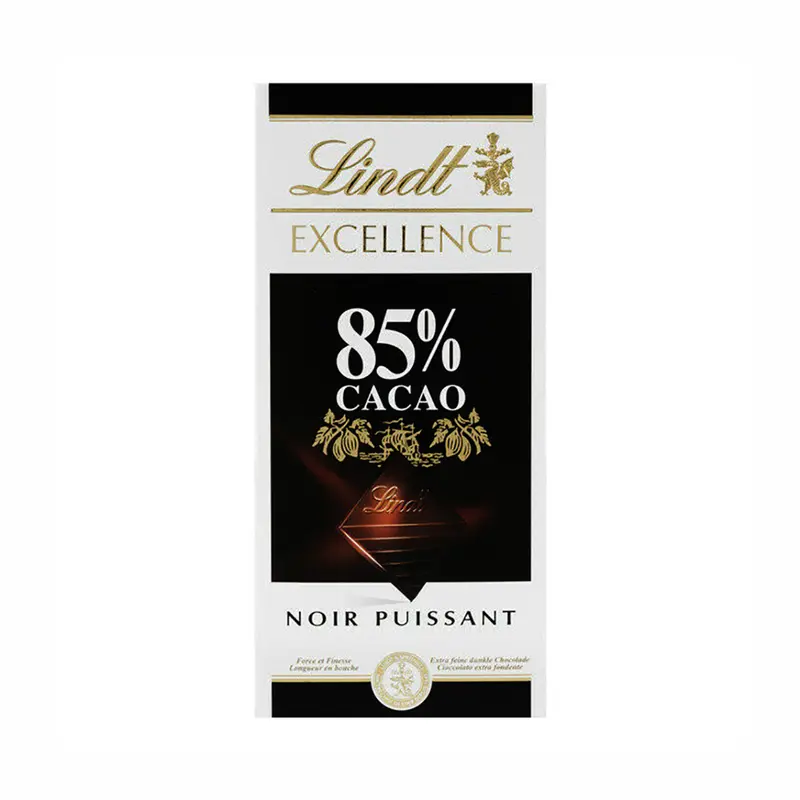 Lindt
EXCELLENCE
85%
CACAO
Lindt
NOIR PUISSANT
Force et Finesse
Longueur en bouche
Extra feine dunkle Chocolade
Cioccolato extra fondente